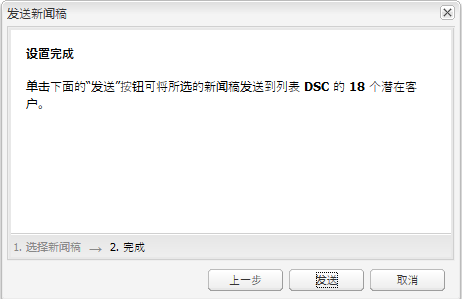 发送新闻稿
设置完成
单击下面的“发送”按钮可将所选的新闻稿发送到列表 DSC 的 18 个潜在客
户。
1. 选择新闻稿 → 2. 完成
上一步 发送 取消